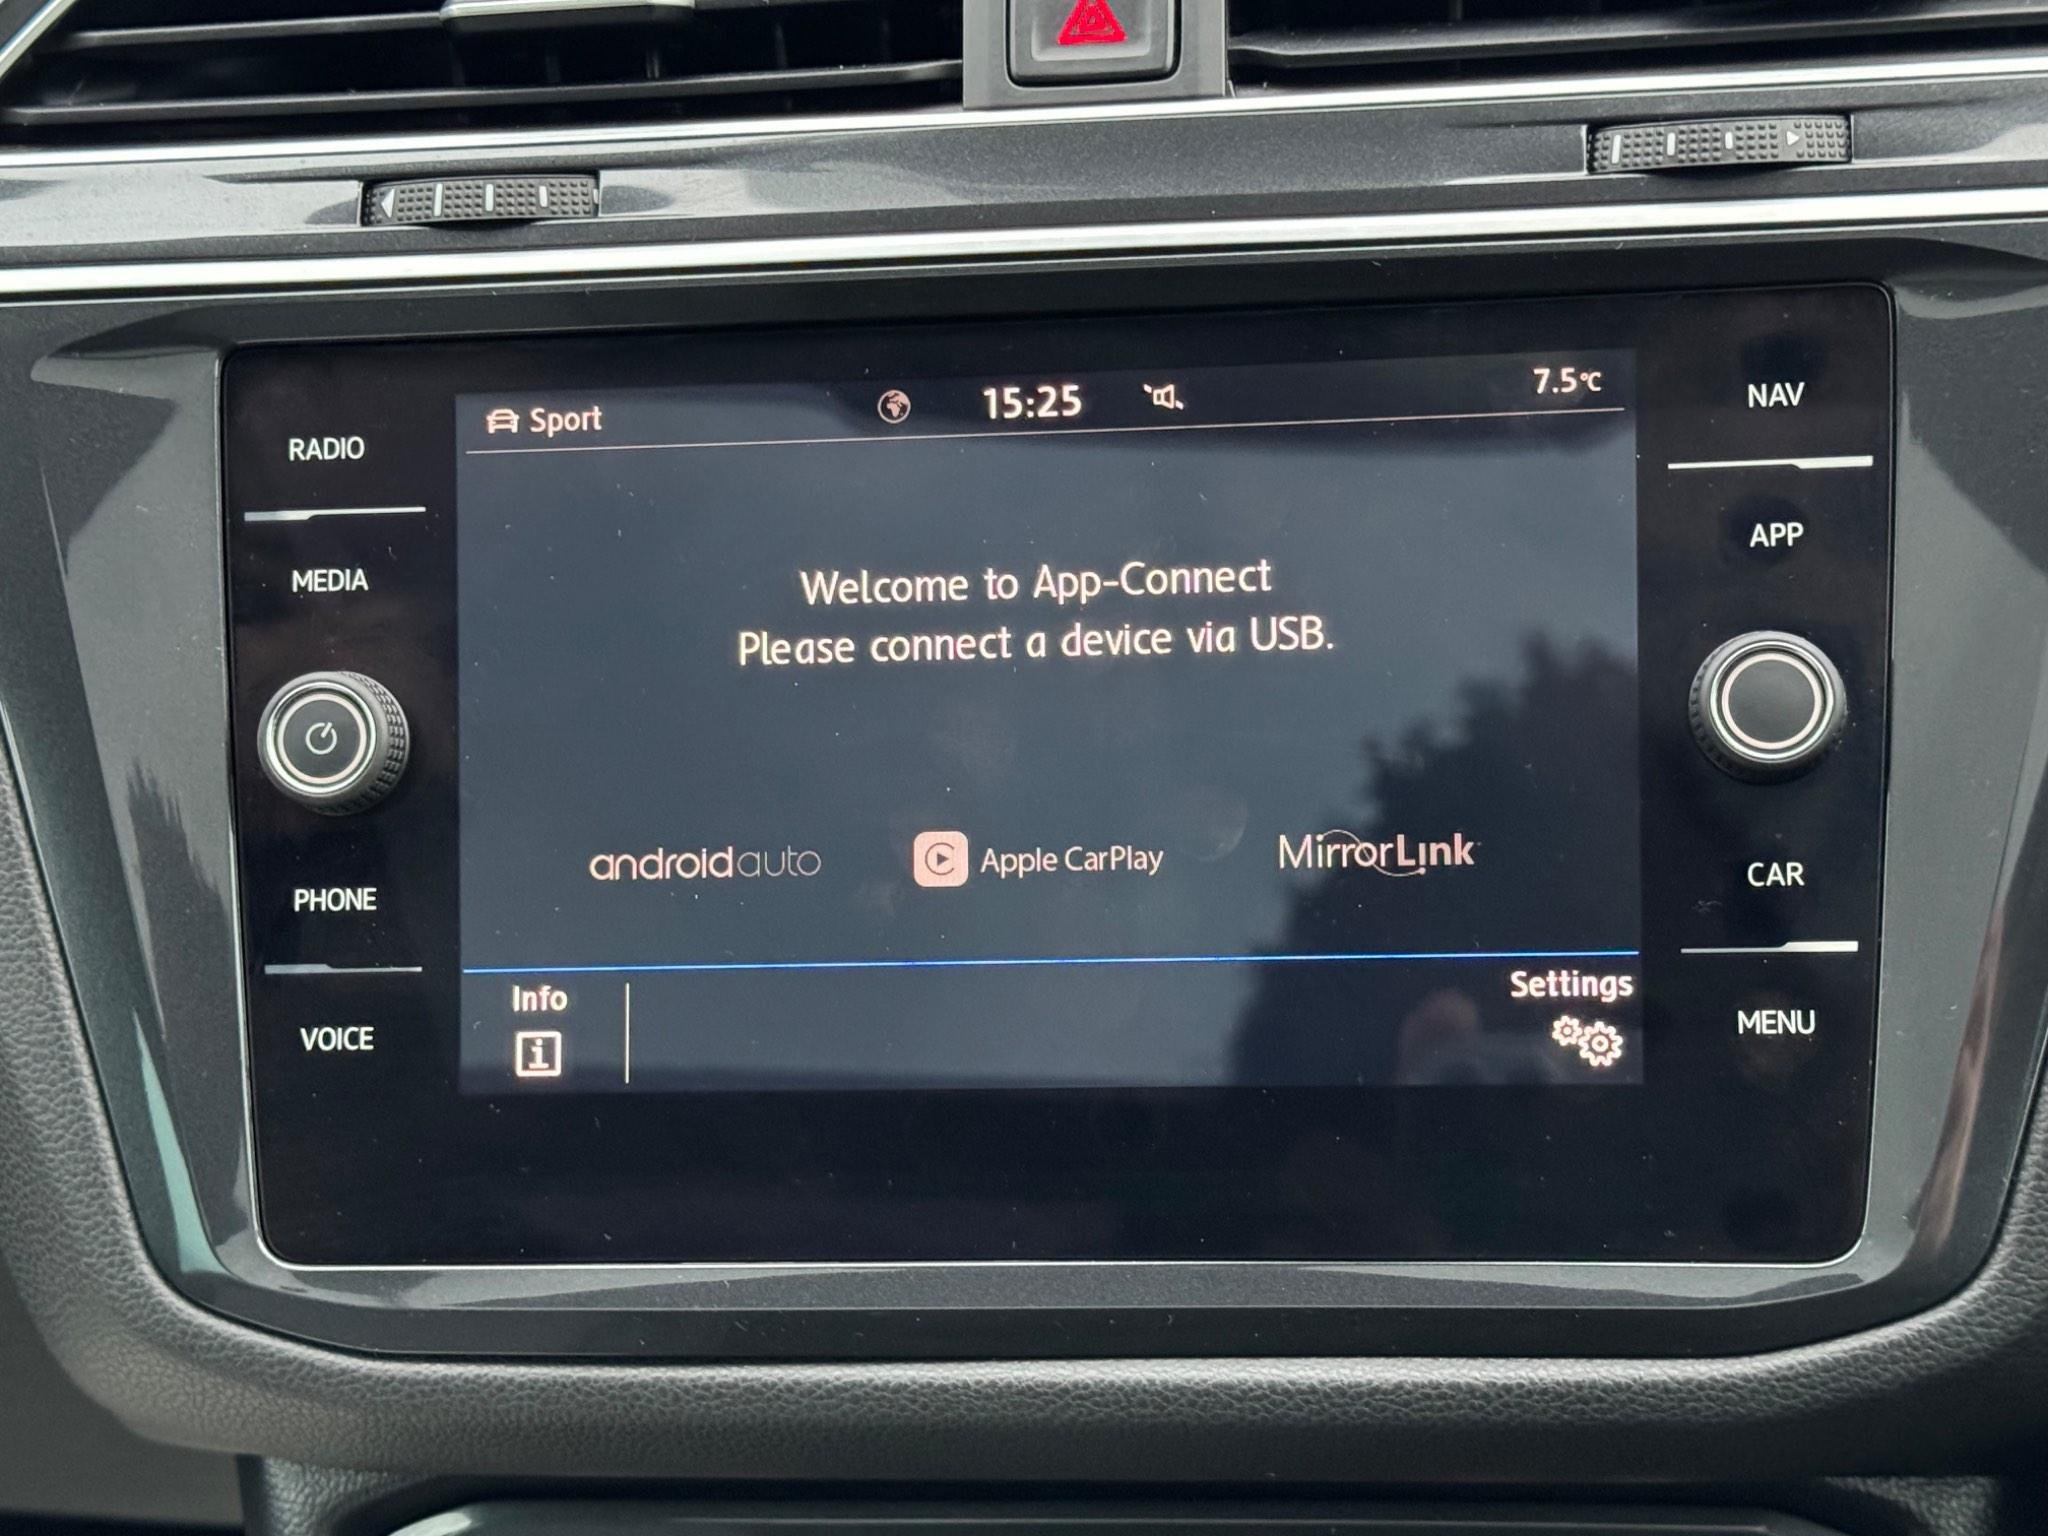 RADIO
MEDIA
PHONE
VOICE
Sport
15:25
7.5°C
Welcome to App-Connect
Please connect a device via USB.
androidauto
Apple CarPlay
MirrorLink
Info
Settings
NAV
APP
CAR
MENU